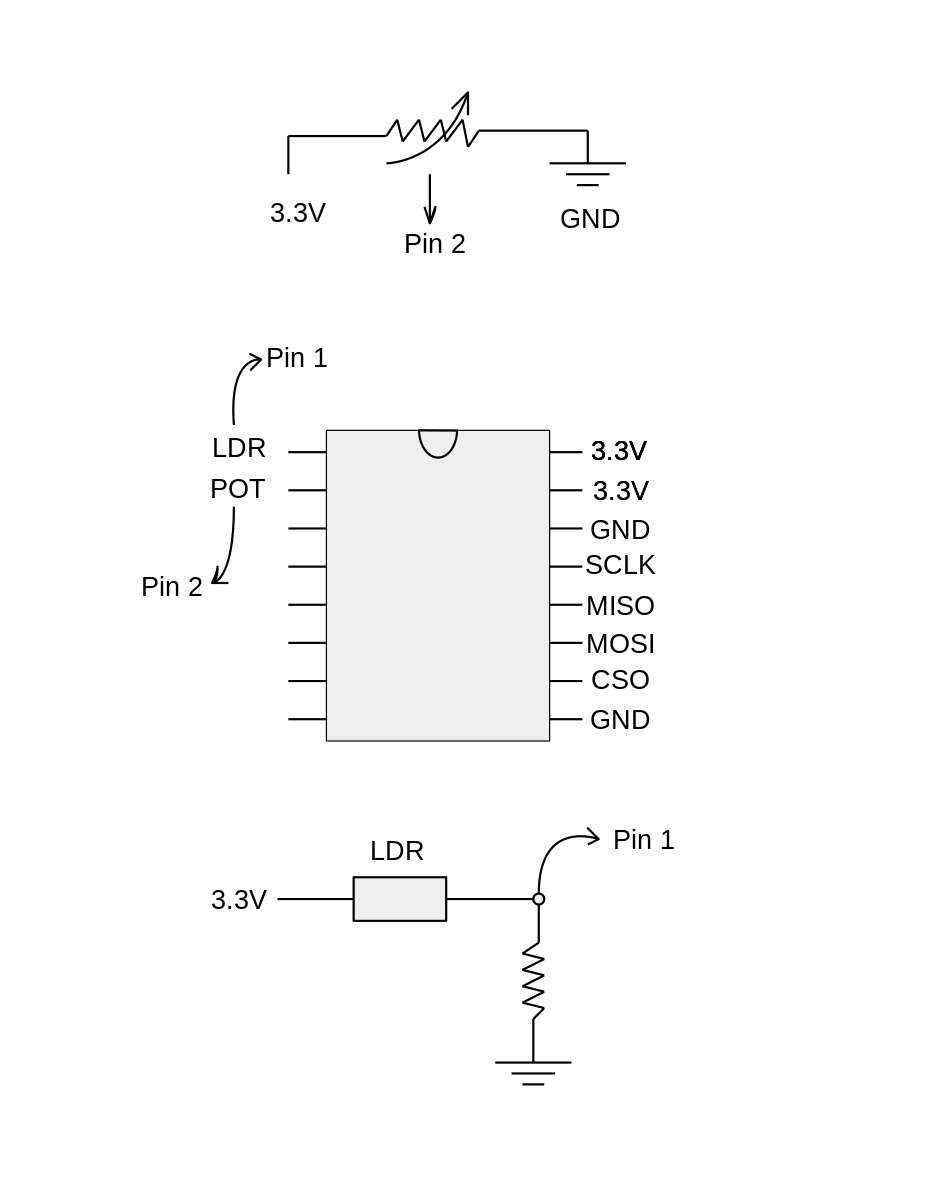 3.3V
GND
Pin 2
Pin 1
LDR
3.3V
POT
3.3V
GND
SCLK
Pin 2
MISO
MOSI
CSO
GND
Pin 1
LDR
3.3V